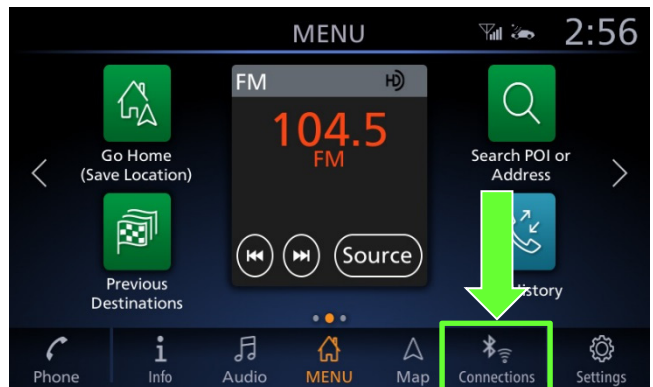 MENU
2:56
FM
HD
104.5
FM
Source
Go Home
(Save Location)
Previous
Destinations
Search POI or
Address
Phone
Info
Audio
MENU
Map
Connections
Settings